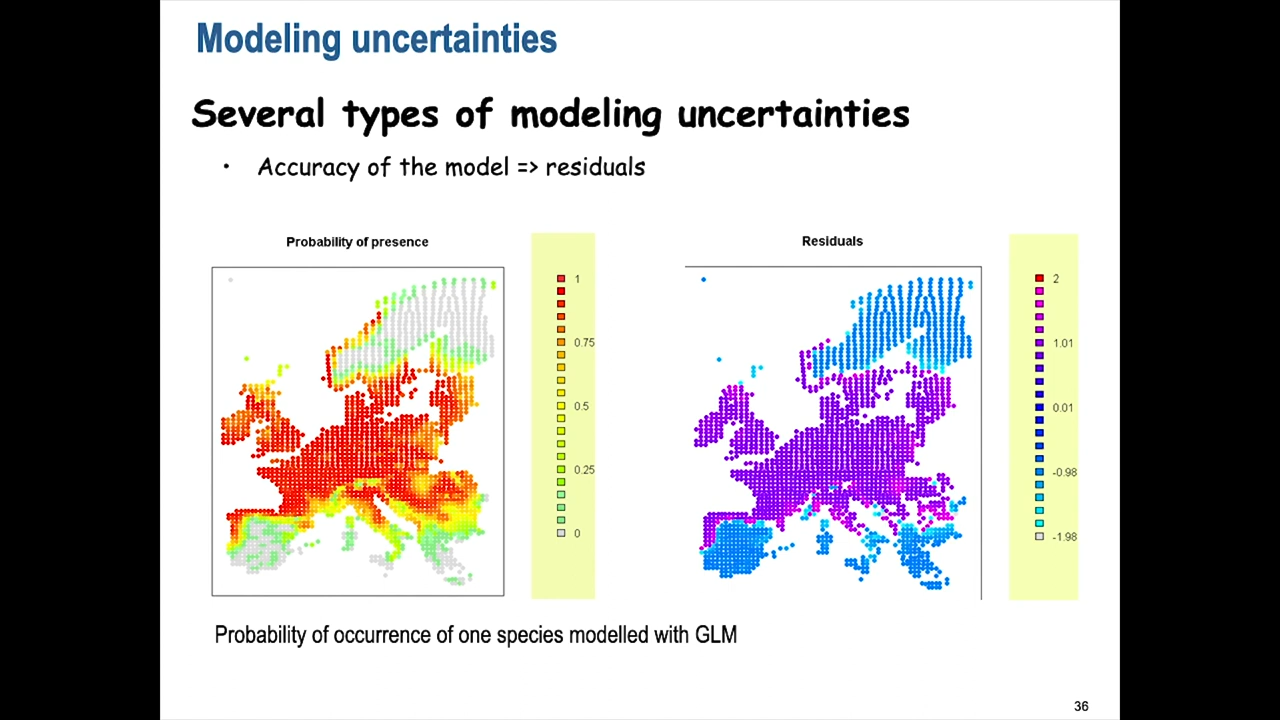 Modeling uncertainties
Several types of modeling uncertainties
• Accuracy of the model => residuals
Probability of presence
1
0.75
0.5
0.25
0
Residuals
2
1.01
0.01
-0.98
-1.98
Probability of occurrence of one species modelled with GLM
36